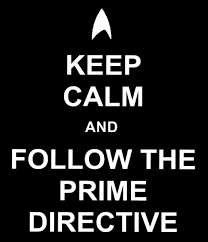 KEEP
CALM
AND
FOLLOW THE
PRIME
DIRECTIVE